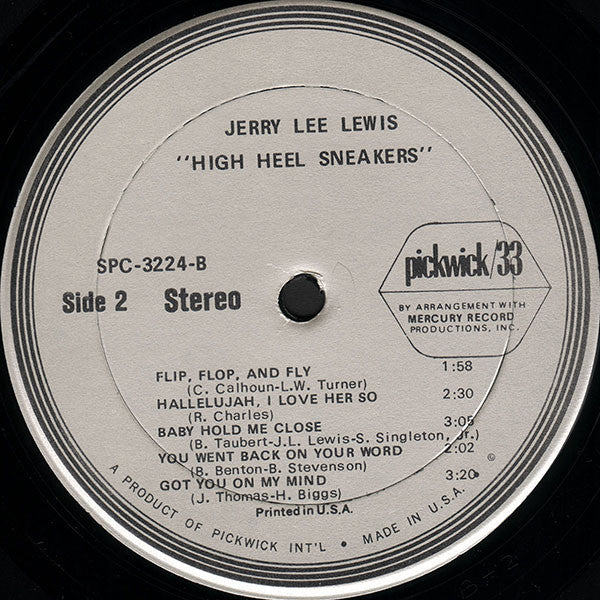 JERRY LEE LEWIS
"HIGH HEEL SNEAKERS"
SPC-3224-B
Side 2 Stereo
pickwick/33
BY ARRANGEMENT WITH
MERCURY RECORD
PRODUCTIONS, INC.
FLIP, FLOP, AND FLY 1:58
(C. Calhoun-L.W. Turner)
HALLELUJAH, I LOVE HER SO 2:30
(R. Charles)
BABY HOLD ME CLOSE 3:05
(B. Taubert-J.L. Lewis-S. Singleton, Jr.)
YOU WENT BACK ON YOUR WORD 2:02
(B. Benton-B. Stevenson) ©
GOT YOU ON MY MIND 3:20
(J. Thomas-H. Biggs)
Printed in U.S.A.
A PRODUCT OF PICKWICK INT'L • MADE IN U.S.A. •